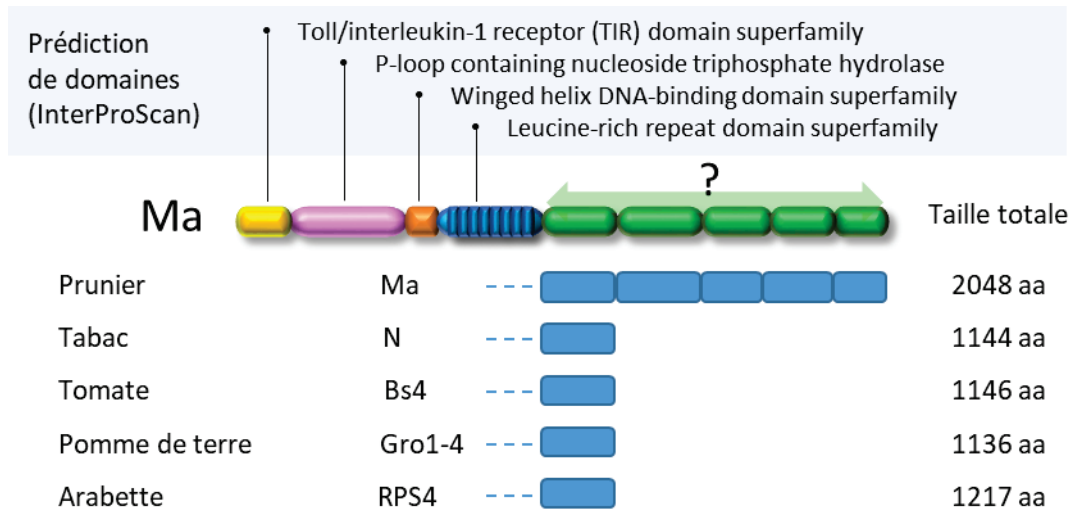 Prédiction
de domaines
(InterProScan)
Toll/interleukin-1 receptor (TIR) domain superfamily
P-loop containing nucleoside triphosphate hydrolase
Winged helix DNA-binding domain superfamily
Leucine-rich repeat domain superfamily
?
Ma
Taille totale
Prunier Ma 2048 aa
Tabac N 1144 aa
Tomate Bs4 1146 aa
Pomme de terre Gro1-4 1136 aa
Arabette RPS4 1217 aa